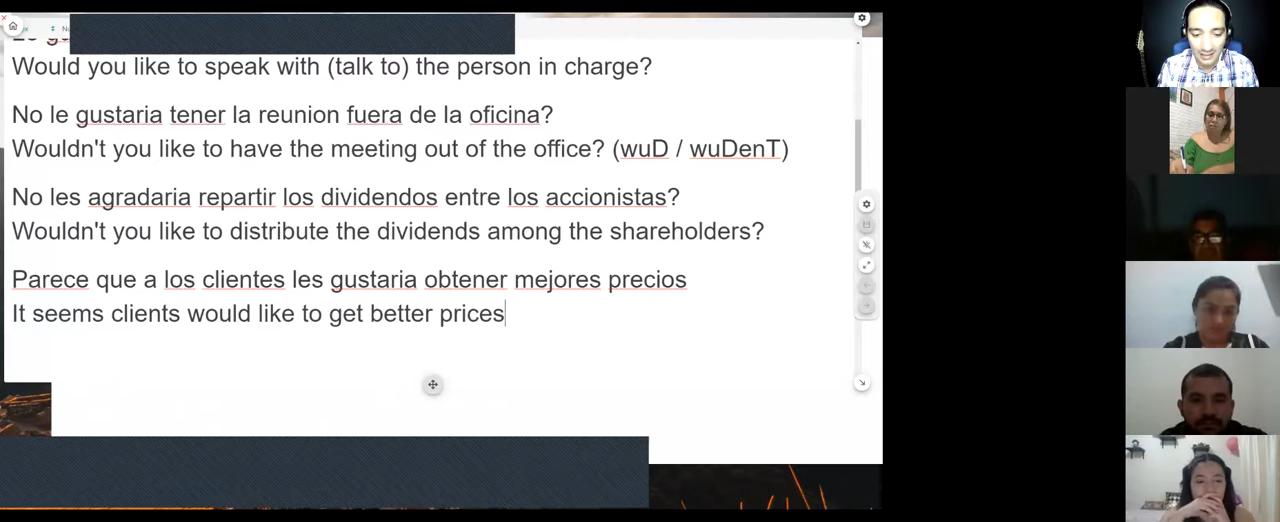 Would you like to speak with (talk to) the person in charge?
No le gustaria tener la reunion fuera de la oficina?
Wouldn't you like to have the meeting out of the office? (wuD / wuDenT)
No les agradaria repartir los dividendos entre los accionistas?
Wouldn't you like to distribute the dividends among the shareholders?
Parece que a los clientes les gustaria obtener mejores precios
It seems clients would like to get better prices